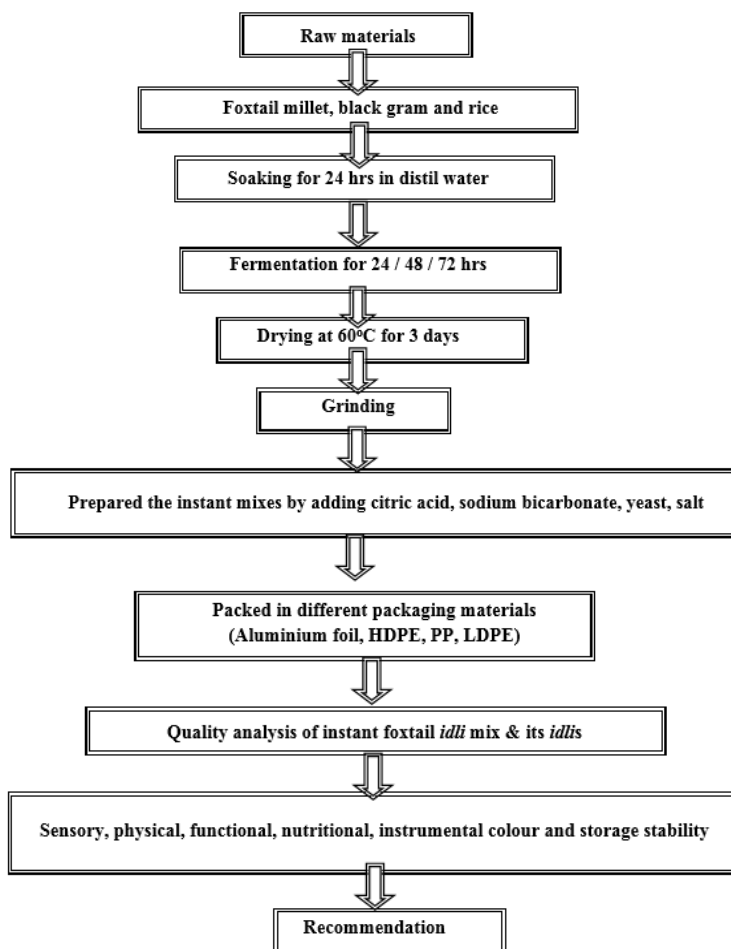 Raw materials
Foxtail millet, black gram and rice
Soaking for 24 hrs in distil water
Fermentation for 24 / 48 / 72 hrs
Drying at 60°C for 3 days
Grinding
Prepared the instant mixes by adding citric acid, sodium bicarbonate, yeast, salt
Packed in different packaging materials
(Aluminium foil, HDPE, PP, LDPE)
Quality analysis of instant foxtail idli mix & its idlis
Sensory, physical, functional, nutritional, instrumental colour and storage stability
Recommendation